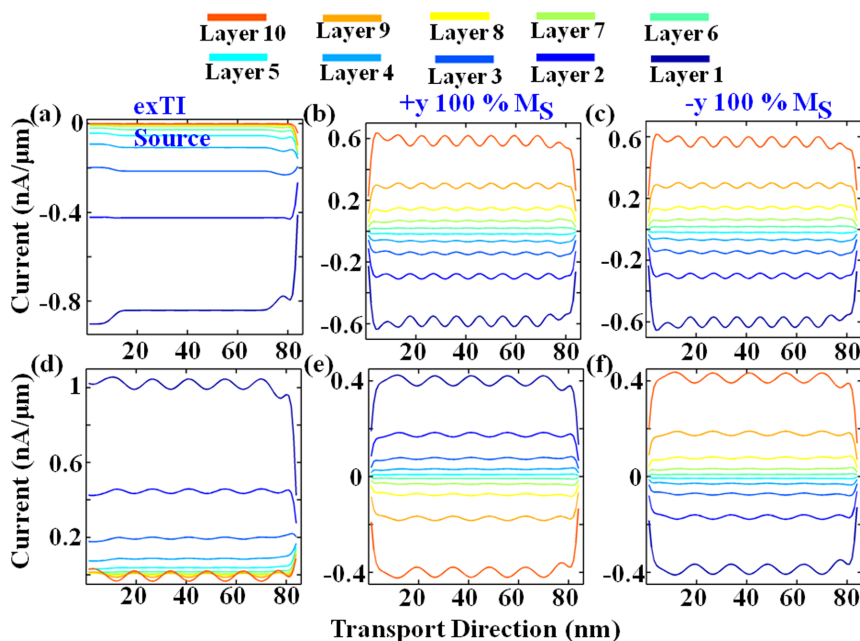 Layer 10 Layer 9 Layer 8 Layer 7 Layer 6
Layer 5 Layer 4 Layer 3 Layer 2 Layer 1
(a) exTI (b) +y 100 % MS (c) -y 100 % MS
Source
Current (nA/μm)
0
-0.4
-0.8
20 40 60 80
0.6
0.2
-0.2
-0.6
20 40 60 80
0.6
0.2
-0.2
-0.6
20 40 60 80
(d) (e) (f)
Current (nA/μm)
1
0.6
0.2
20 40 60 80
0.4
0
-0.4
20 40 60 80
0.4
0
-0.4
20 40 60 80
Transport Direction (nm)